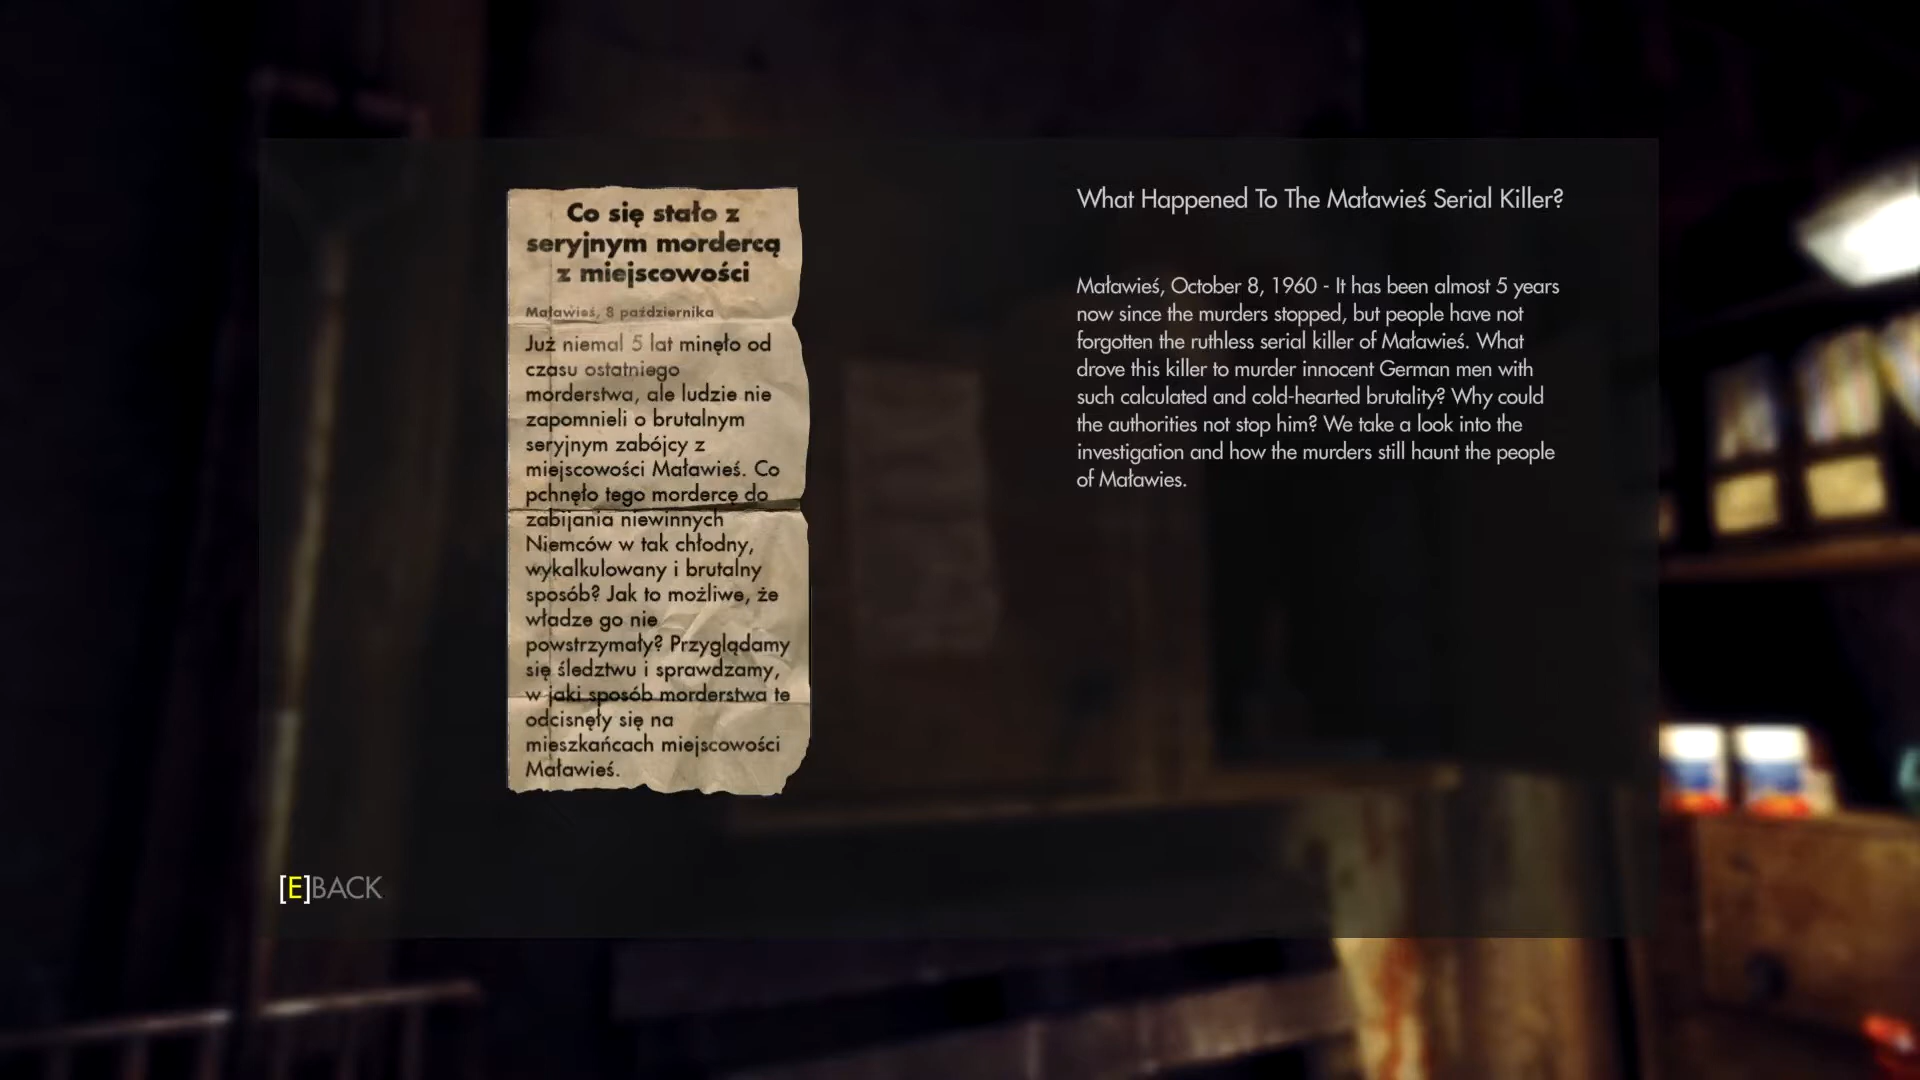 Co się stało z
seryjnym mordercą
z miejscowości
Maławieś, 8 października
Już niemal 5 lat minęło od
czasu ostatniego
morderstwa, ale ludzie nie
zapomnieli o brutalnym
seryjnym zabójcy z
miejscowości Maławieś. Co
pchnęło tego mordercę do
zabijania niewinnych
Niemców w tak chłodny,
wykalkulowany i brutalny
sposób? Jak to możliwe, że
władze go nie
powstrzymały? Przyglądamy
się śledztwu i sprawdzamy,
w jaki sposób morderstwa te
odcisnęły się na
mieszkańcach miejscowości
Maławieś.
What Happened To The Maławieś Serial Killer?
Maławieś, October 8, 1960 - It has been almost 5 years
now since the murders stopped, but people have not
forgotten the ruthless serial killer of Maławieś. What
drove this killer to murder innocent German men with
such calculated and cold-hearted brutality? Why could
the authorities not stop him? We take a look into the
investigation and how the murders still haunt the people
of Maławies.
[E]BACK